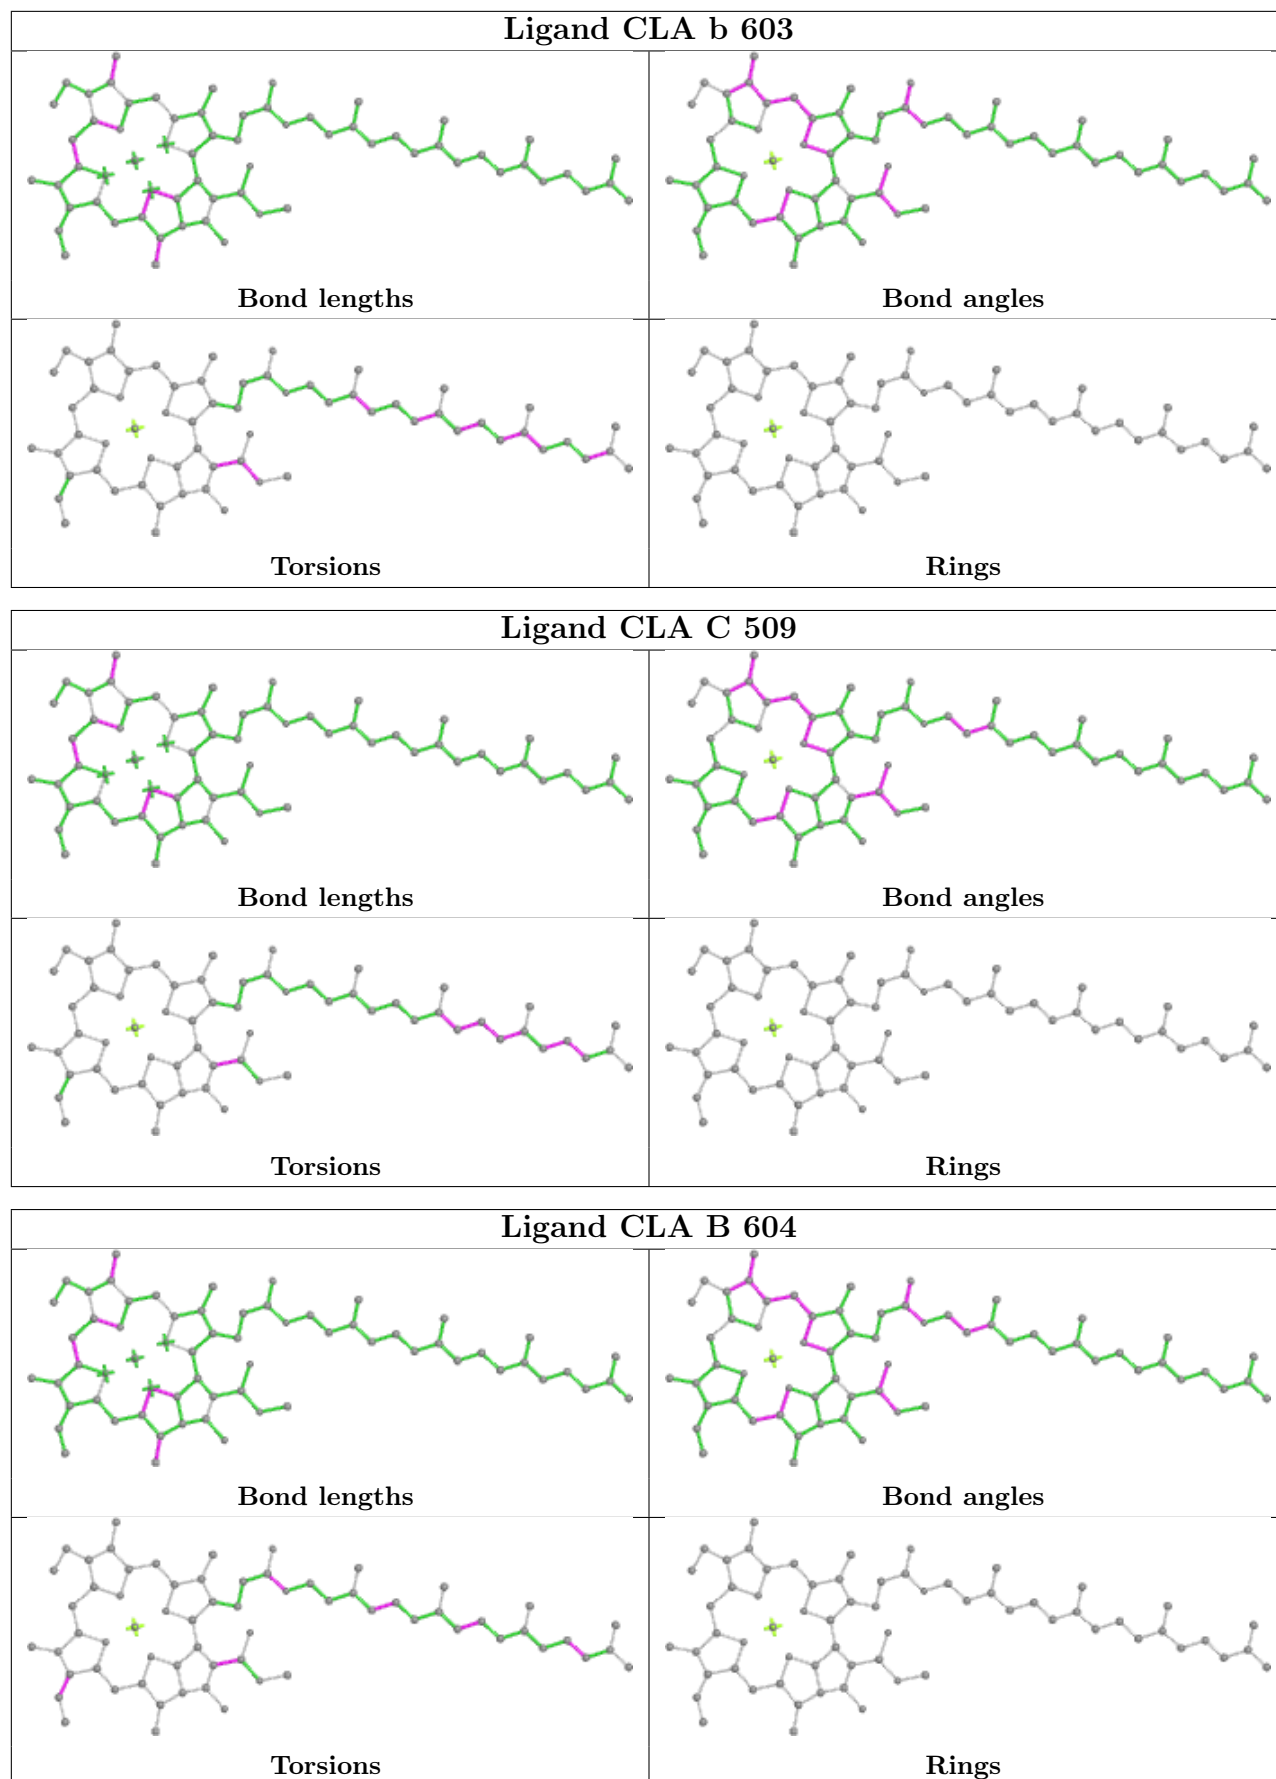 Ligand CLA b 603
Bond lengths
Bond angles
Torsions
Rings
Ligand CLA C 509
Bond lengths
Bond angles
Torsions
Rings
Ligand CLA B 604
Bond lengths
Bond angles
Torsions
Rings